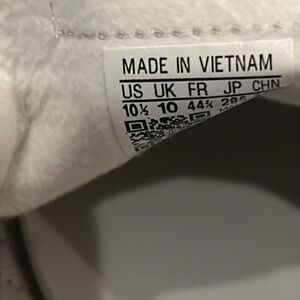 MADE IN VIETNAM
US UK FR JP CHN
10½ 10 44⅔ 285